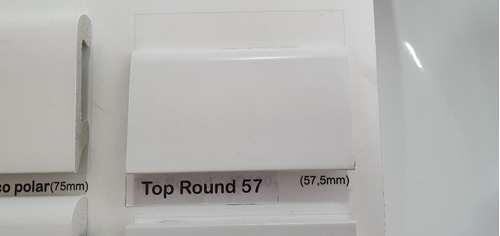 co polar(75mm)
Top Round 57 (57,5mm)